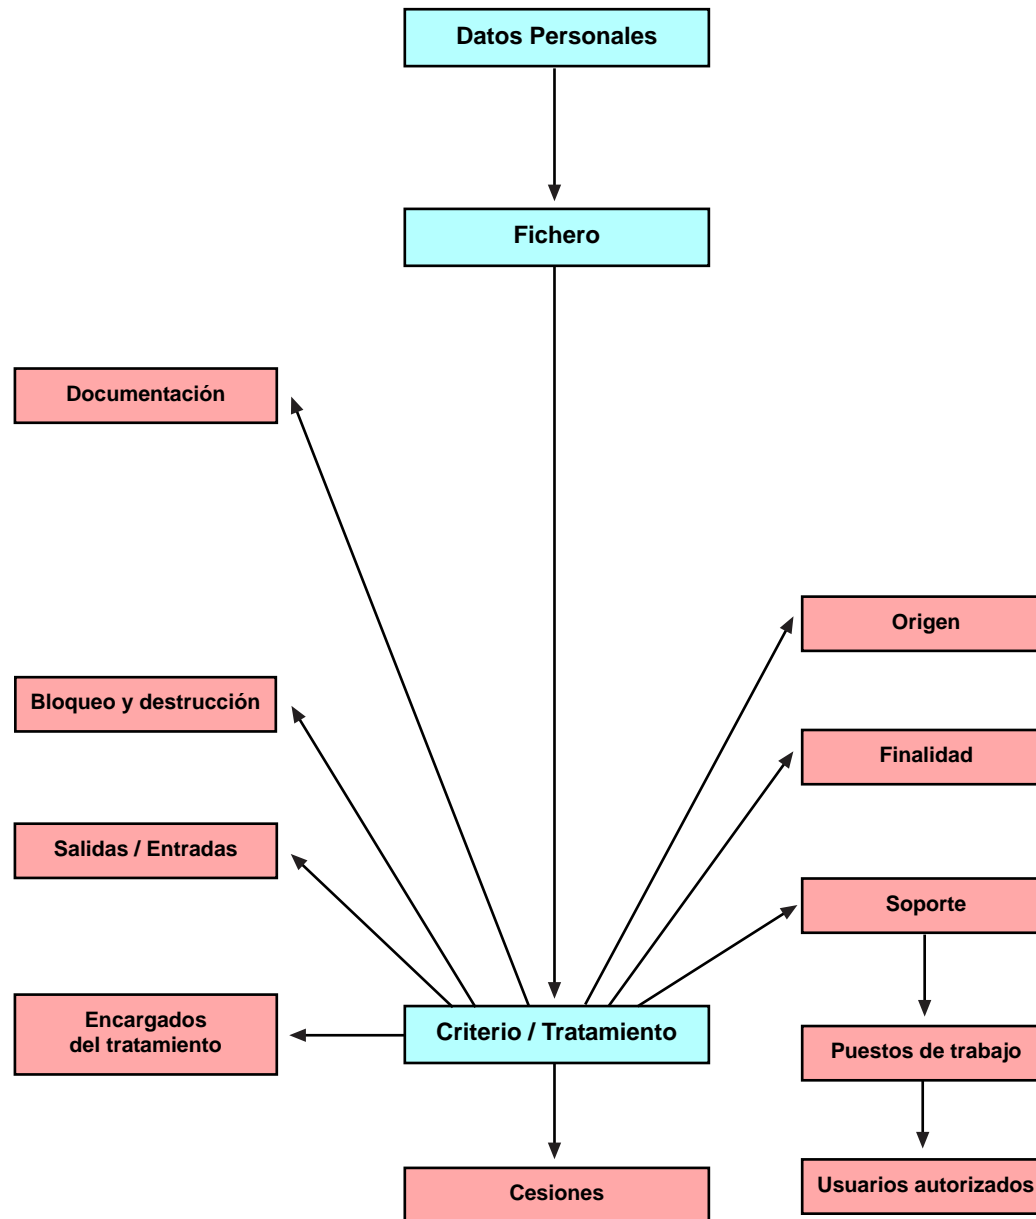 Datos Personales
Fichero
Documentación
Origen
Bloqueo y destrucción
Finalidad
Salidas / Entradas
Soporte
Encargados
del tratamiento
Criterio / Tratamiento
Puestos de trabajo
Cesiones
Usuarios autorizados